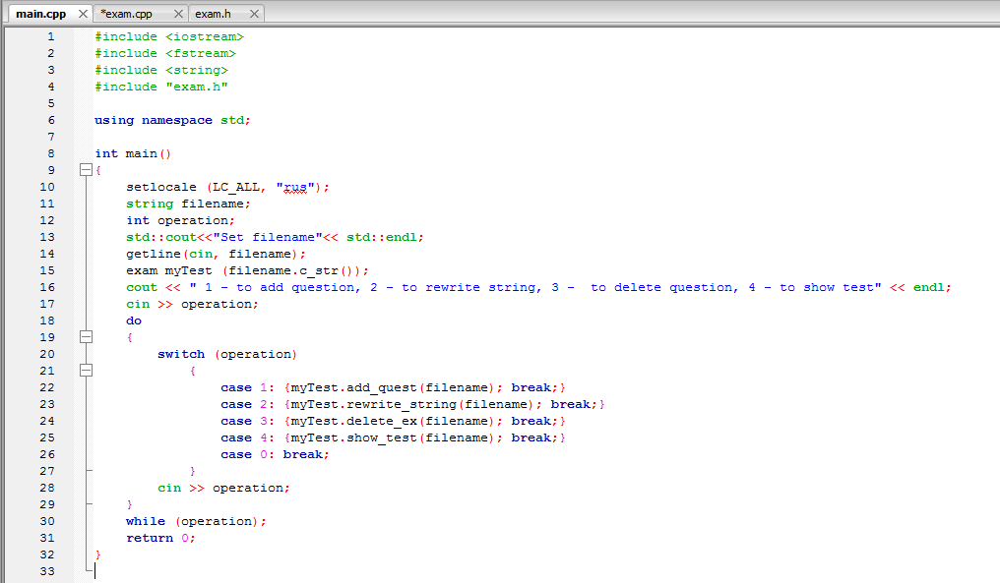 main.cpp *exam.cpp exam.h
1 #include <iostream>
2 #include <fstream>
3 #include <string>
4 #include "exam.h"
5
6 using namespace std;
7
8 int main()
9 {
10 setlocale (LC_ALL, "rus");
11 string filename;
12 int operation;
13 std::cout<<"Set filename"<< std::endl;
14 getline(cin, filename);
15 exam myTest (filename.c_str());
16 cout << " 1 - to add question, 2 - to rewrite string, 3 -  to delete question, 4 - to show test" << endl;
17 cin >> operation;
18 do
19 {
20 switch (operation)
21 {
22 case 1: {myTest.add_quest(filename); break;}
23 case 2: {myTest.rewrite_string(filename); break;}
24 case 3: {myTest.delete_ex(filename); break;}
25 case 4: {myTest.show_test(filename); break;}
26 case 0: break;
27 }
28 cin >> operation;
29 }
30 while (operation);
31 return 0;
32 }
33